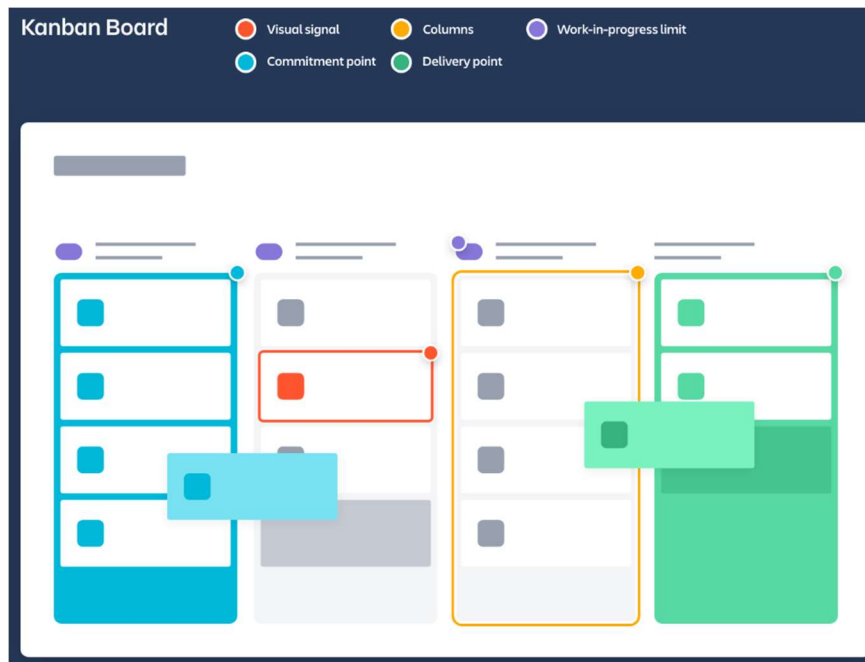 Kanban Board
Visual signal
Columns
Work-in-progress limit
Commitment point
Delivery point